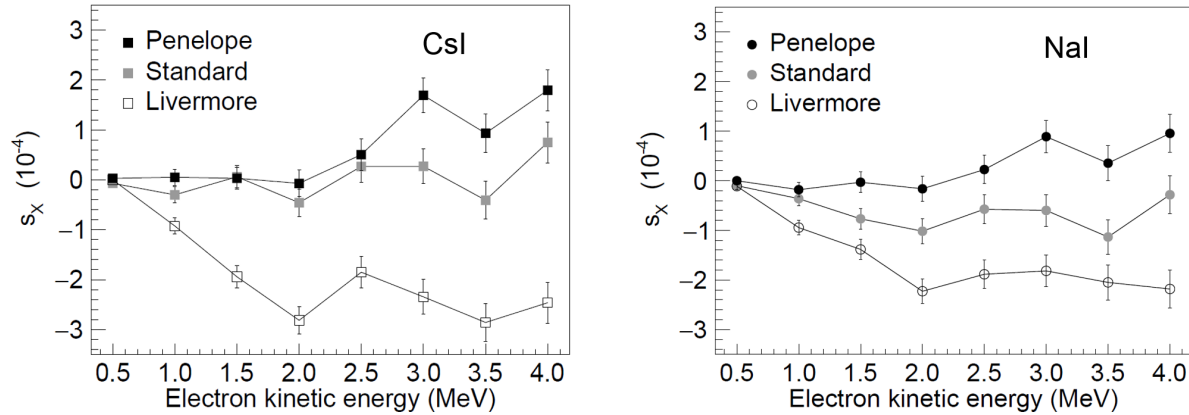 3
2
1
0
−1
−2
−3
s_X (10^-4)
Penelope
Standard
Livermore
CsI
0.5 1.0 1.5 2.0 2.5 3.0 3.5 4.0
Electron kinetic energy (MeV)
3
2
1
0
−1
−2
−3
s_X (10^-4)
Penelope
Standard
Livermore
NaI
0.5 1.0 1.5 2.0 2.5 3.0 3.5 4.0
Electron kinetic energy (MeV)